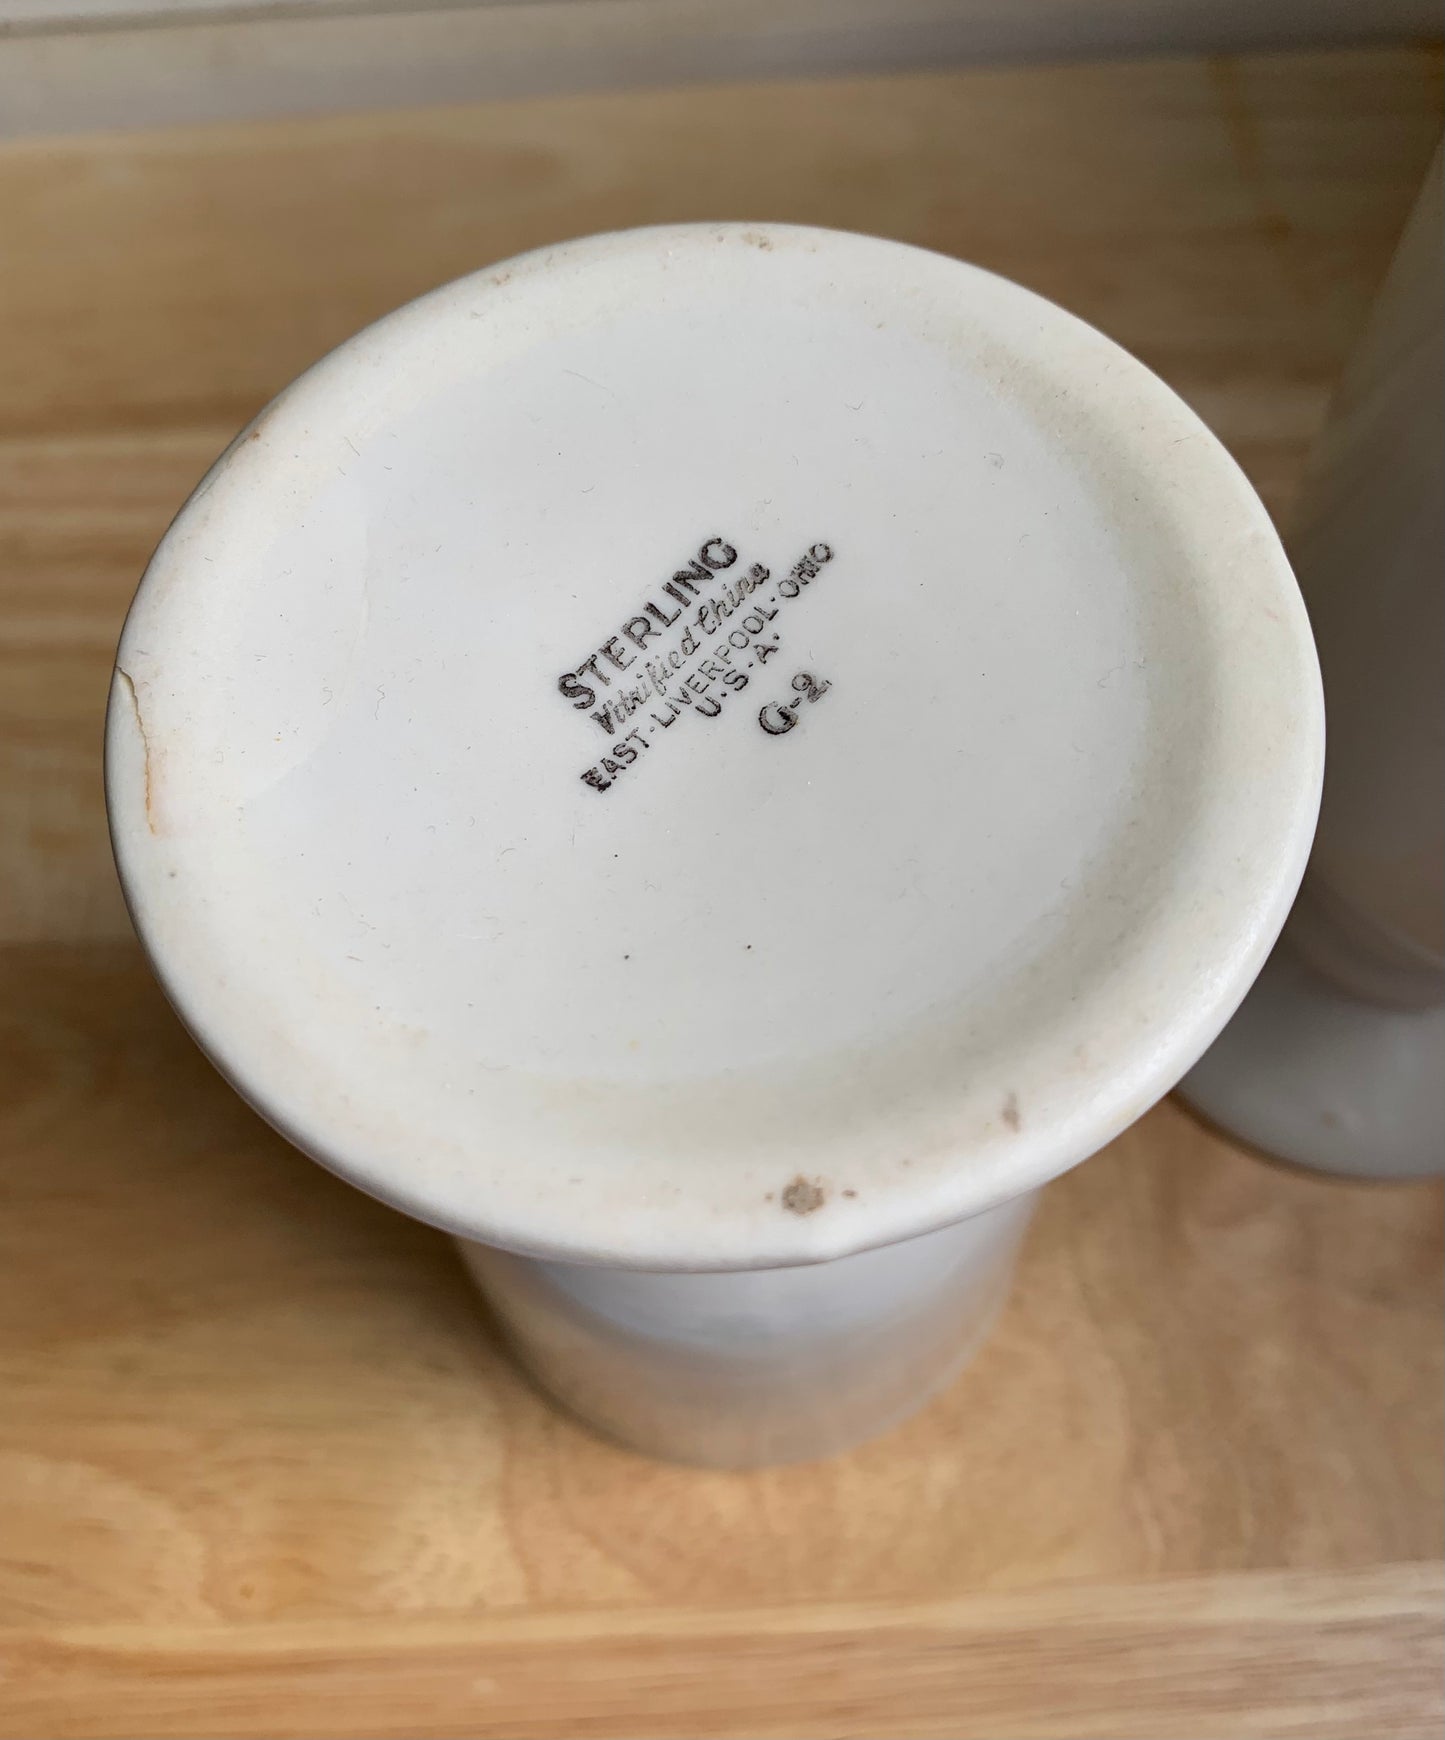 STERLING
Vitrified China
EAST·LIVERPOOL·OHIO
U·S·A·
G-2